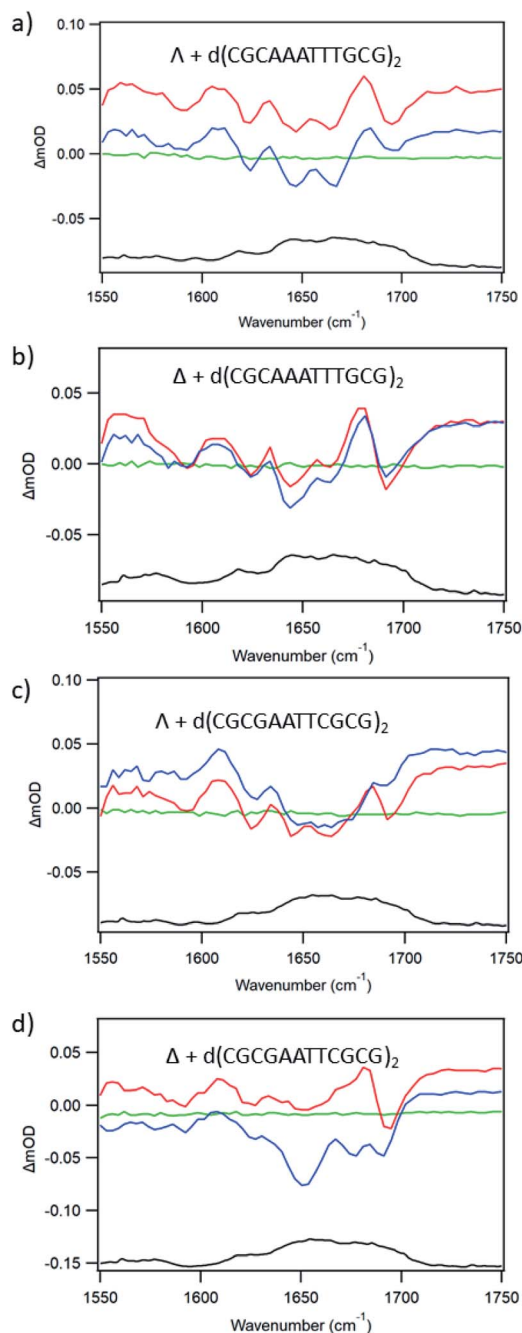 a)
Λ + d(CGCAAATTTGCG)2
0.10
0.05
0.00
-0.05
ΔmOD
1550 1600 1650 1700 1750
Wavenumber (cm-1)
b)
Δ + d(CGCAAATTTGCG)2
0.05
0.00
-0.05
ΔmOD
1550 1600 1650 1700 1750
Wavenumber (cm-1)
c)
Λ + d(CGCGAATTCGCG)2
0.10
0.05
0.00
-0.05
ΔmOD
1550 1600 1650 1700 1750
Wavenumber (cm-1)
d)
Δ + d(CGCGAATTCGCG)2
0.05
0.00
-0.05
-0.10
-0.15
ΔmOD
1550 1600 1650 1700 1750
Wavenumber (cm-1)